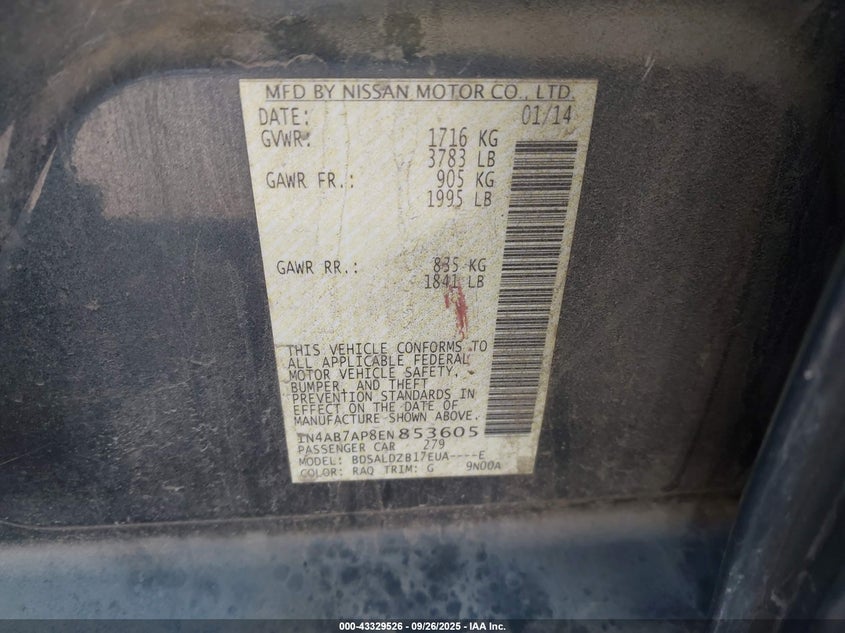 MFD BY NISSAN MOTOR CO., LTD.
DATE: 01/14
GVWR: 1716 KG
3783 LB
GAWR FR.: 905 KG
1995 LB
GAWR RR.: 835 KG
1841 LB
THIS VEHICLE CONFORMS TO
ALL APPLICABLE FEDERAL
MOTOR VEHICLE SAFETY,
BUMPER, AND THEFT
PREVENTION STANDARDS IN
EFFECT ON THE DATE OF
MANUFACTURE SHOWN ABOVE.
1N4AB7AP8EN853605
PASSENGER CAR 279
MODEL: BDSALDZB17EUA----E
COLOR: RAQ TRIM: G 9N00A
000-43329526 - 09/26/2025 - IAA Inc.